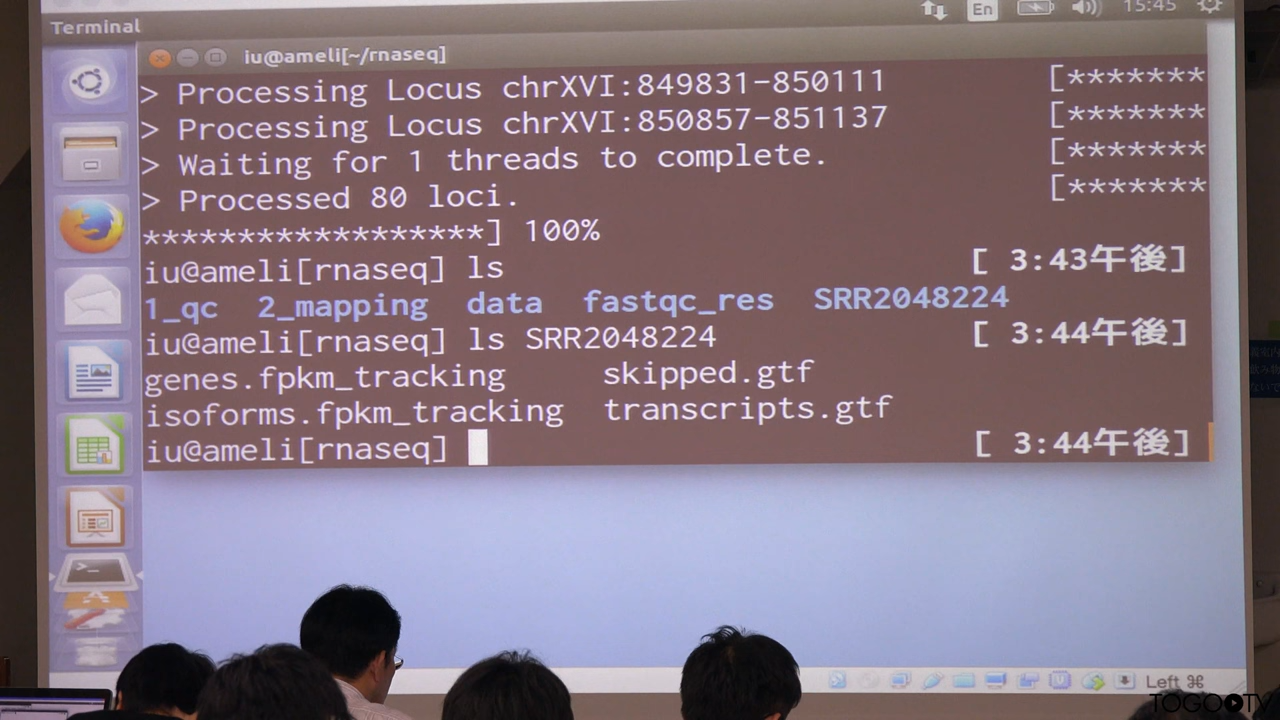 En
15:45
Terminal
iu@ameli[~/rnaseq]
> Processing Locus chrXVI:849831-850111 [*******
> Processing Locus chrXVI:850857-851137 [*******
> Waiting for 1 threads to complete. [*******
> Processed 80 loci. [*******
******************] 100%
iu@ameli[rnaseq] ls [ 3:43午後]
1_qc 2_mapping data fastqc_res SRR2048224
iu@ameli[rnaseq] ls SRR2048224 [ 3:44午後]
genes.fpkm_tracking skipped.gtf
isoforms.fpkm_tracking transcripts.gtf
iu@ameli[rnaseq] [ 3:44午後]
Left ⌘
TOGOTV